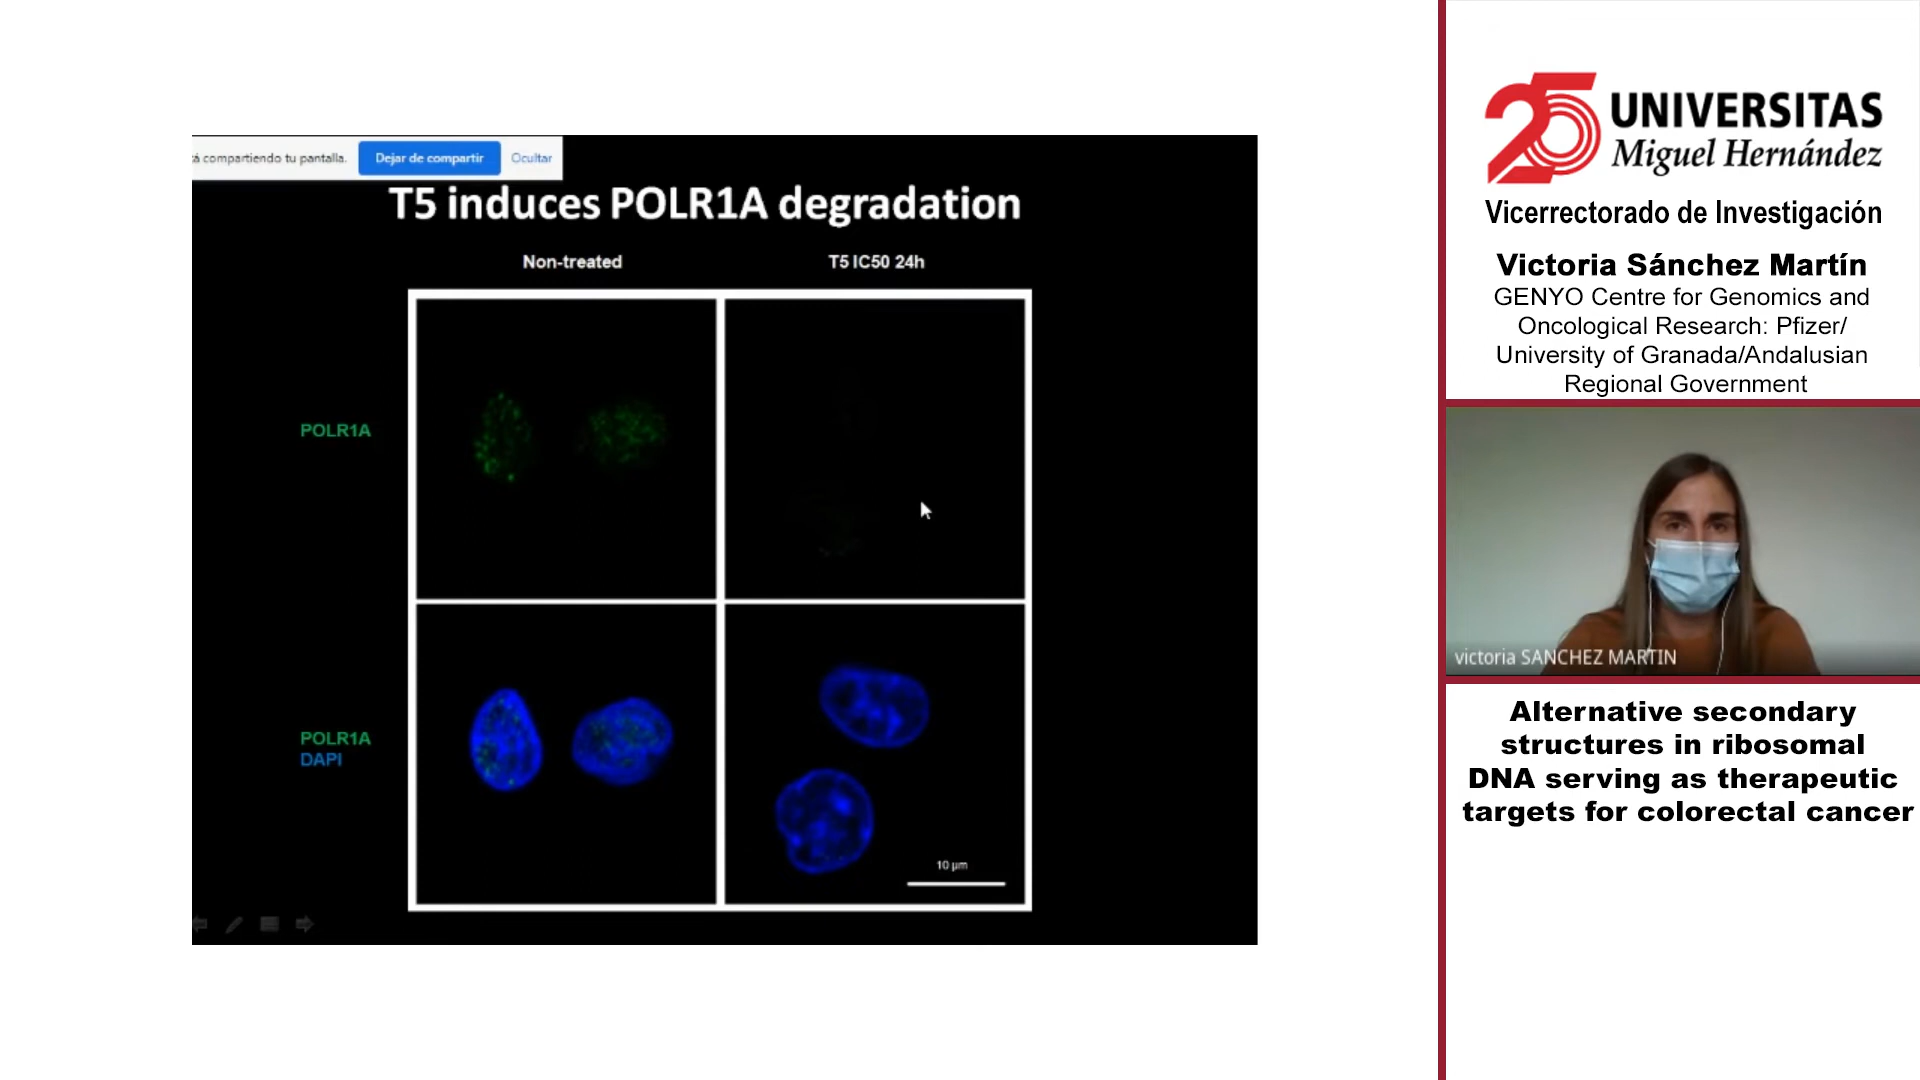 á compartiendo tu pantalla.
Dejar de compartir
Ocultar
T5 induces POLR1A degradation
Non-treated
T5 IC50 24h
POLR1A
POLR1A
DAPI
10 µm
25
UNIVERSITAS
Miguel Hernández
Vicerrectorado de Investigación
Victoria Sánchez Martín
GENYO Centre for Genomics and
Oncological Research: Pfizer/
University of Granada/Andalusian
Regional Government
victoria SANCHEZ MARTIN
Alternative secondary
structures in ribosomal
DNA serving as therapeutic
targets for colorectal cancer